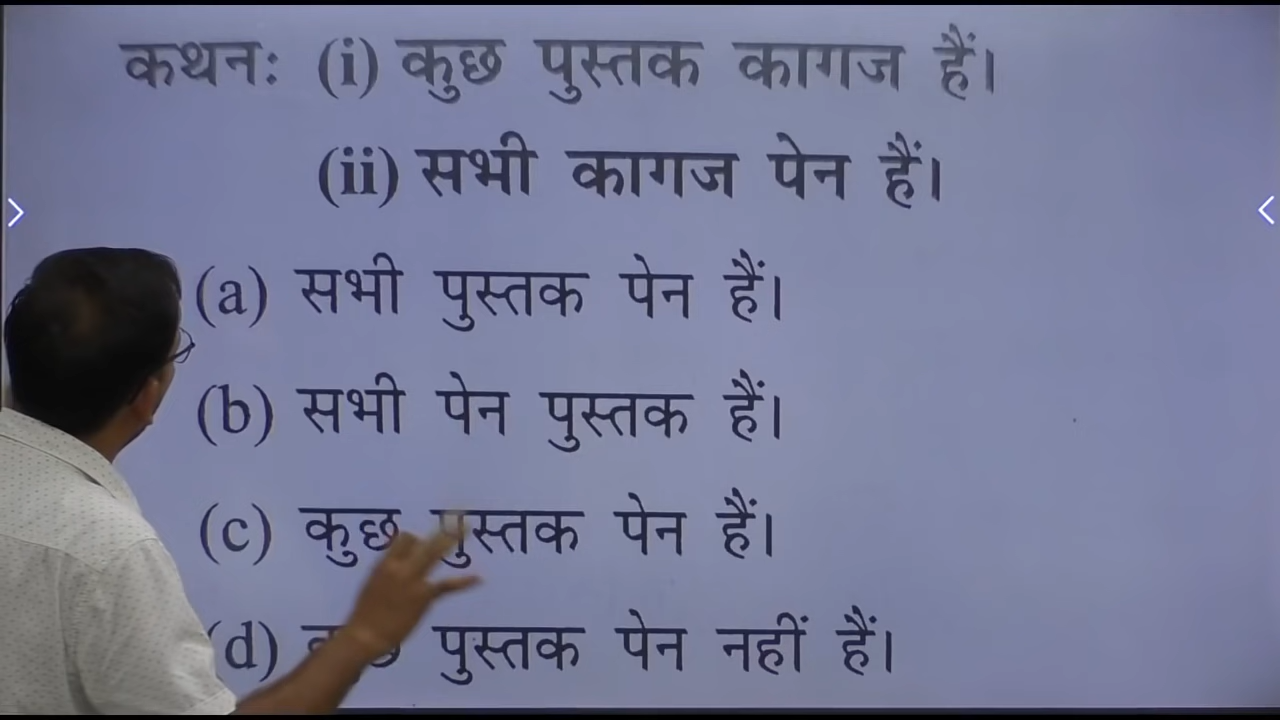 कथनः (i) कुछ पुस्तक कागज हैं।
(ii) सभी कागज पेन हैं।
(a) सभी पुस्तक पेन हैं।
(b) सभी पेन पुस्तक हैं।
(c) कुछ पुस्तक पेन हैं।
(d) पुस्तक पेन नहीं हैं।